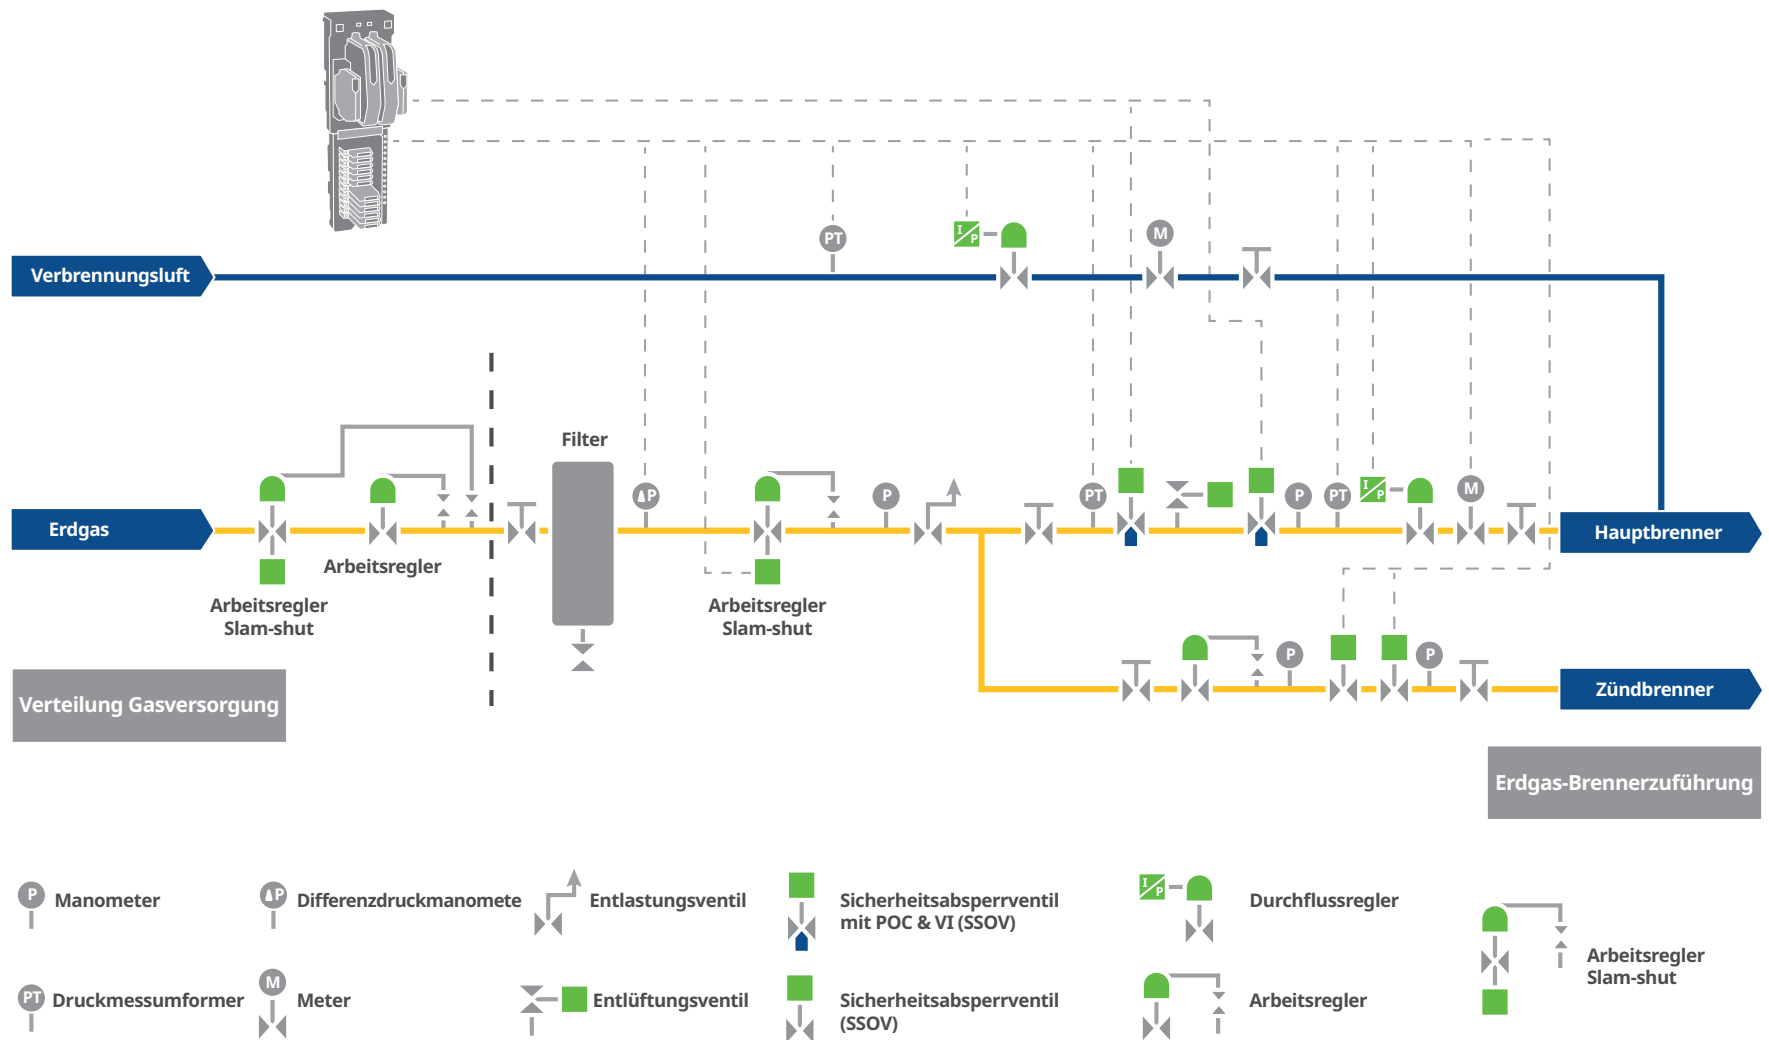 PT
I
P
M
Verbrennungsluft
Filter
ΔP
P
PT
P
PT
I
P
M
Erdgas
Hauptbrenner
Arbeitsregler
Arbeitsregler
Slam-shut
Arbeitsregler
Slam-shut
P
P
Zündbrenner
Verteilung Gasversorgung
Erdgas-Brennerzuführung
P
Manometer
ΔP
Differenzdruckmanomete
Entlastungsventil
Sicherheitsabsperrventil
mit POC & VI (SSOV)
I
P
Durchflussregler
Arbeitsregler
Slam-shut
PT
Druckmessumformer
M
Meter
Entlüftungsventil
Sicherheitsabsperrventil
(SSOV)
Arbeitsregler